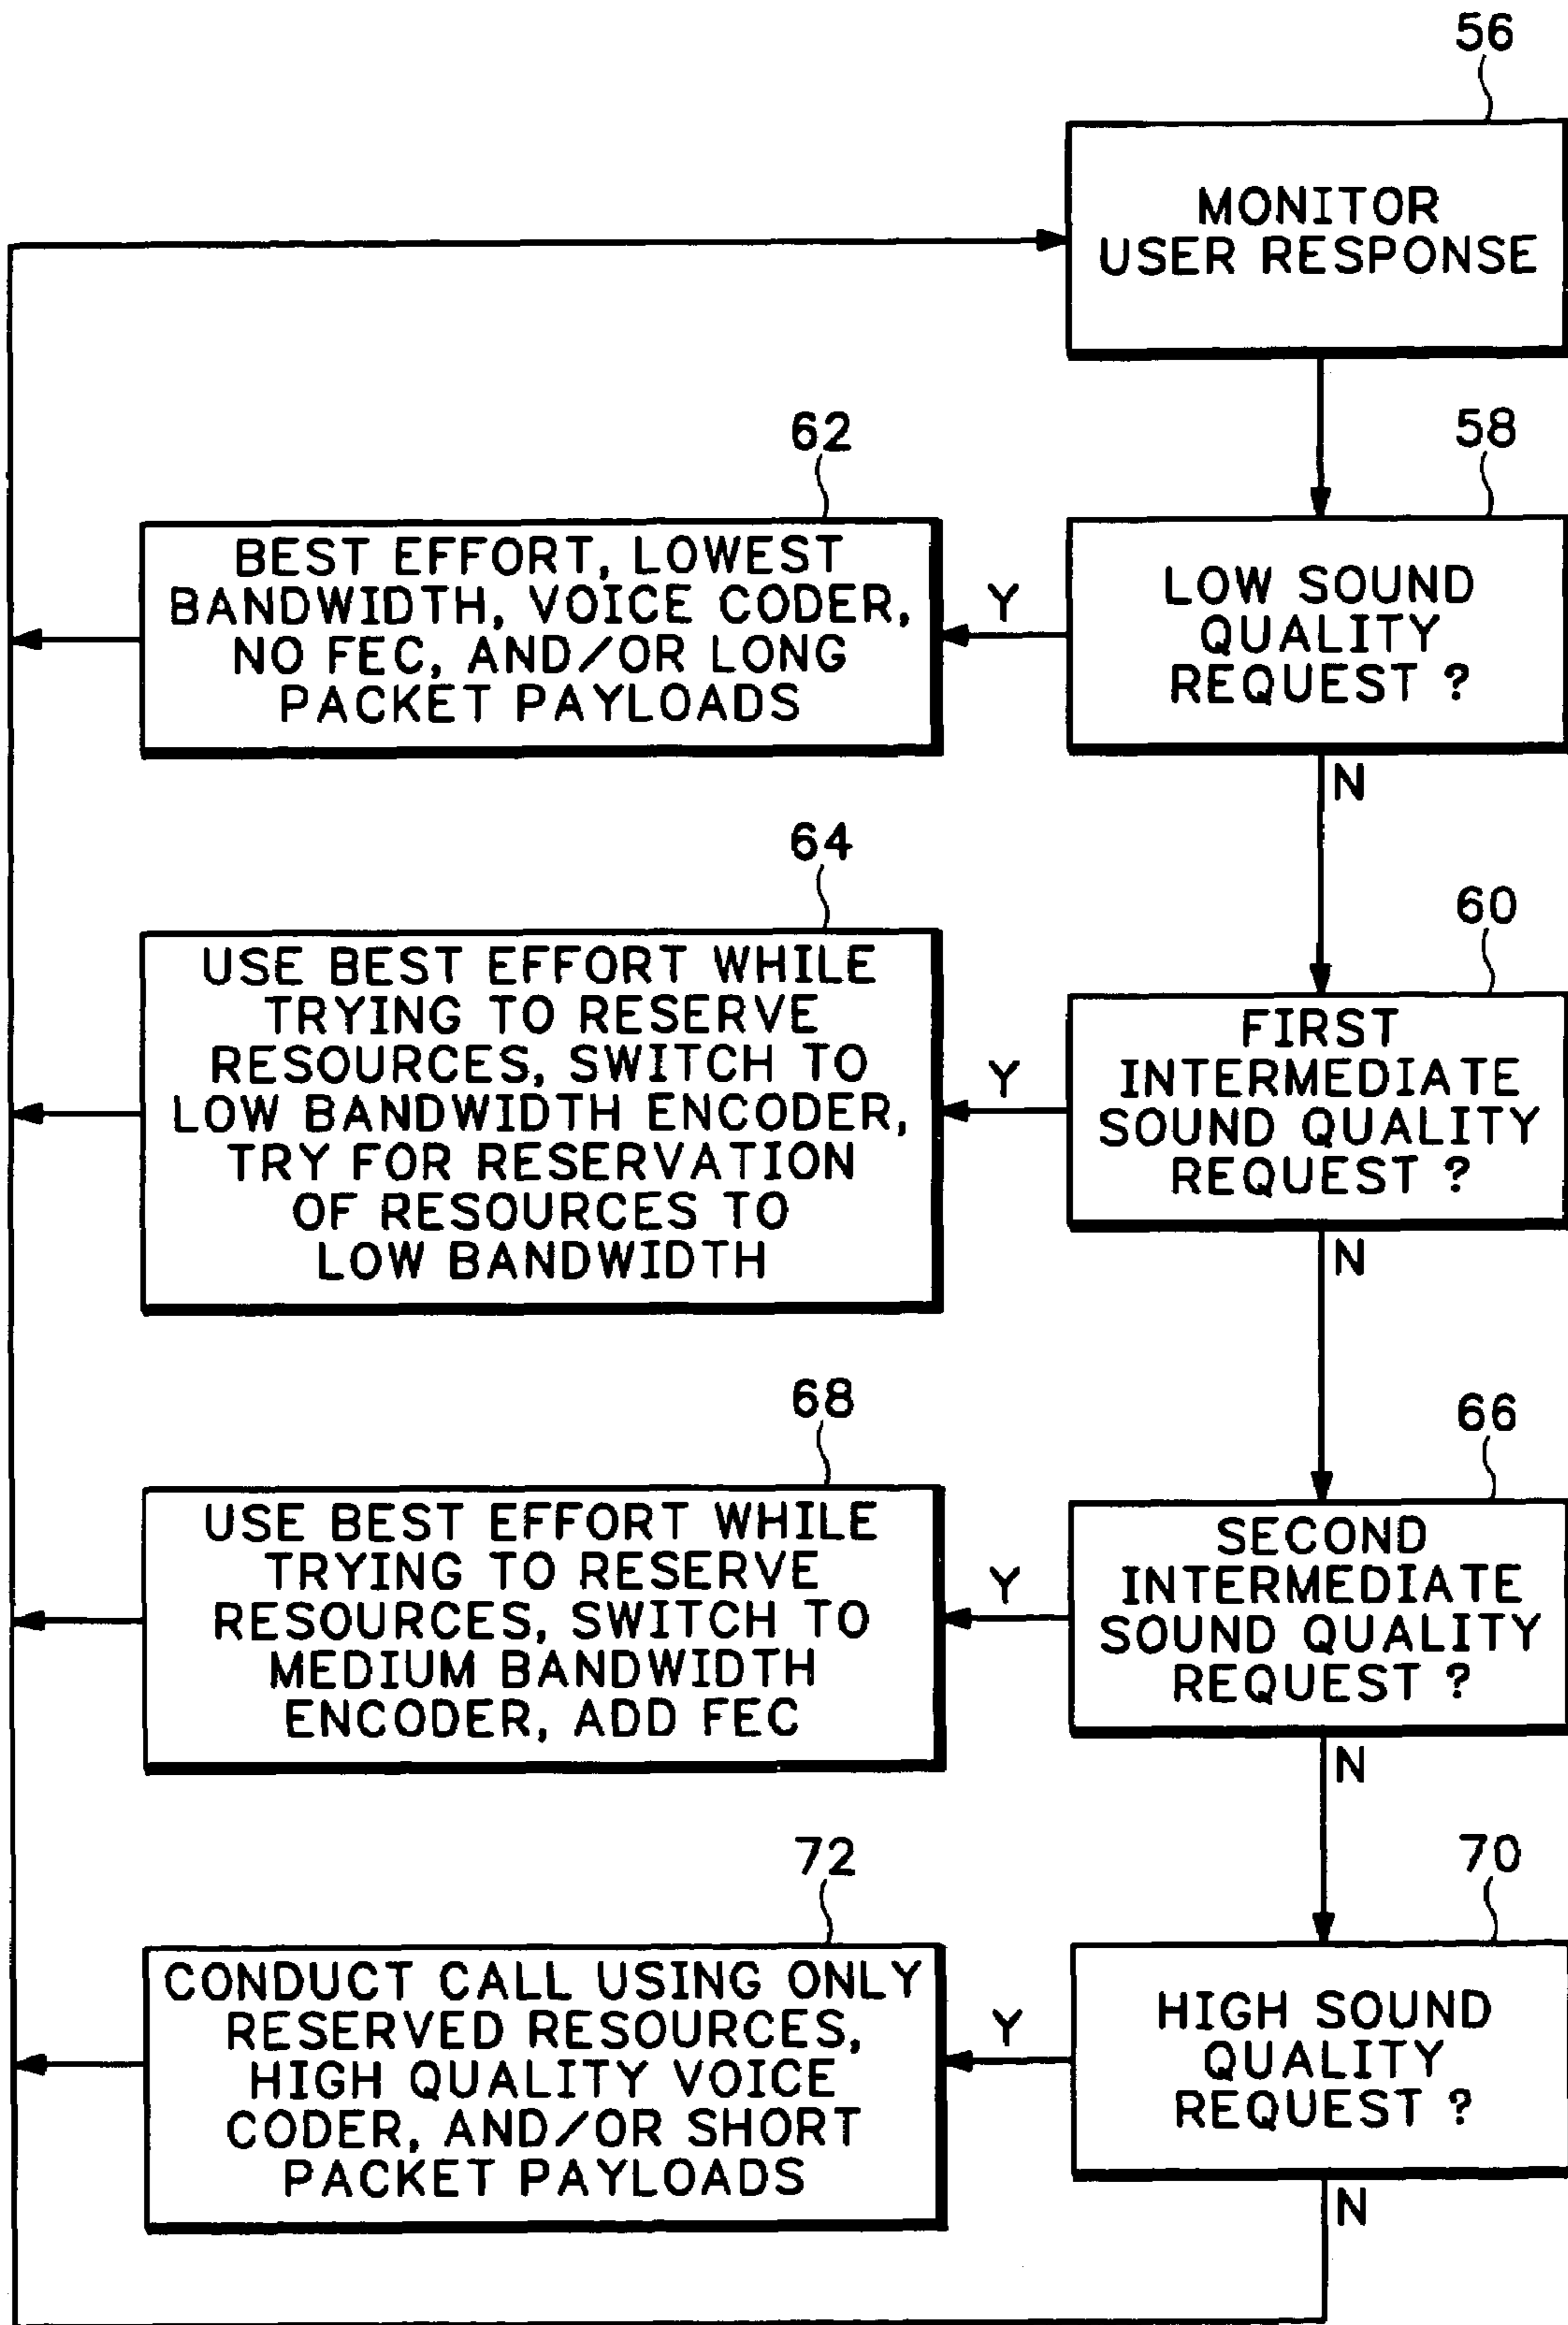 56
MONITOR
USER RESPONSE
62
58
BEST EFFORT, LOWEST
BANDWIDTH, VOICE CODER,
NO FEC, AND/OR LONG
PACKET PAYLOADS
Y
LOW SOUND
QUALITY
REQUEST ?
N
64
60
USE BEST EFFORT WHILE
TRYING TO RESERVE
RESOURCES, SWITCH TO
LOW BANDWIDTH ENCODER,
TRY FOR RESERVATION
OF RESOURCES TO
LOW BANDWIDTH
Y
FIRST
INTERMEDIATE
SOUND QUALITY
REQUEST ?
N
68
66
USE BEST EFFORT WHILE
TRYING TO RESERVE
RESOURCES, SWITCH TO
MEDIUM BANDWIDTH
ENCODER, ADD FEC
Y
SECOND
INTERMEDIATE
SOUND QUALITY
REQUEST ?
N
72
70
CONDUCT CALL USING ONLY
RESERVED RESOURCES,
HIGH QUALITY VOICE
CODER, AND/OR SHORT
PACKET PAYLOADS
Y
HIGH SOUND
QUALITY
REQUEST ?
N